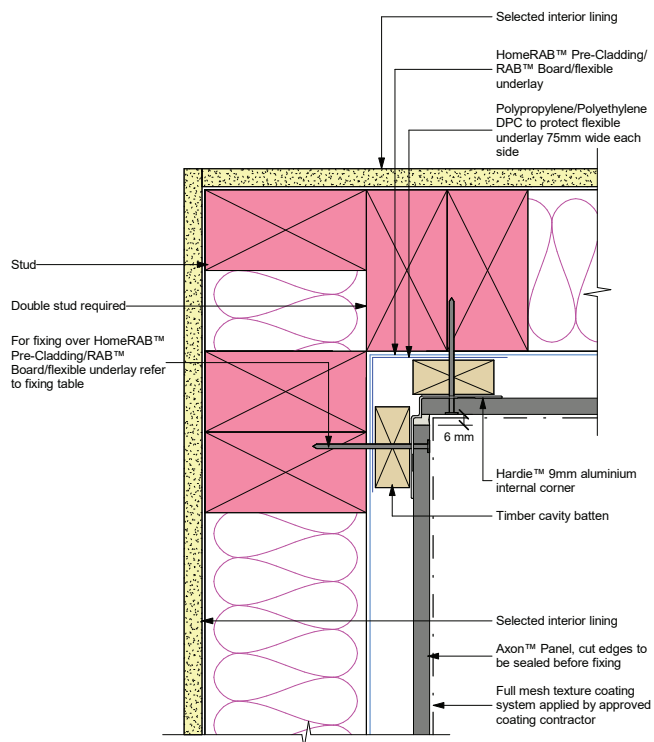 Selected interior lining
HomeRAB™ Pre-Cladding/
RAB™ Board/flexible
underlay
Polypropylene/Polyethylene
DPC to protect flexible
underlay 75mm wide each
side
Stud
Double stud required
For fixing over HomeRAB™
Pre-Cladding/RAB™
Board/flexible underlay refer
to fixing table
6 mm
Hardie™ 9mm aluminium
internal corner
Timber cavity batten
Selected interior lining
Axon™ Panel, cut edges to
be sealed before fixing
Full mesh texture coating
system applied by approved
coating contractor